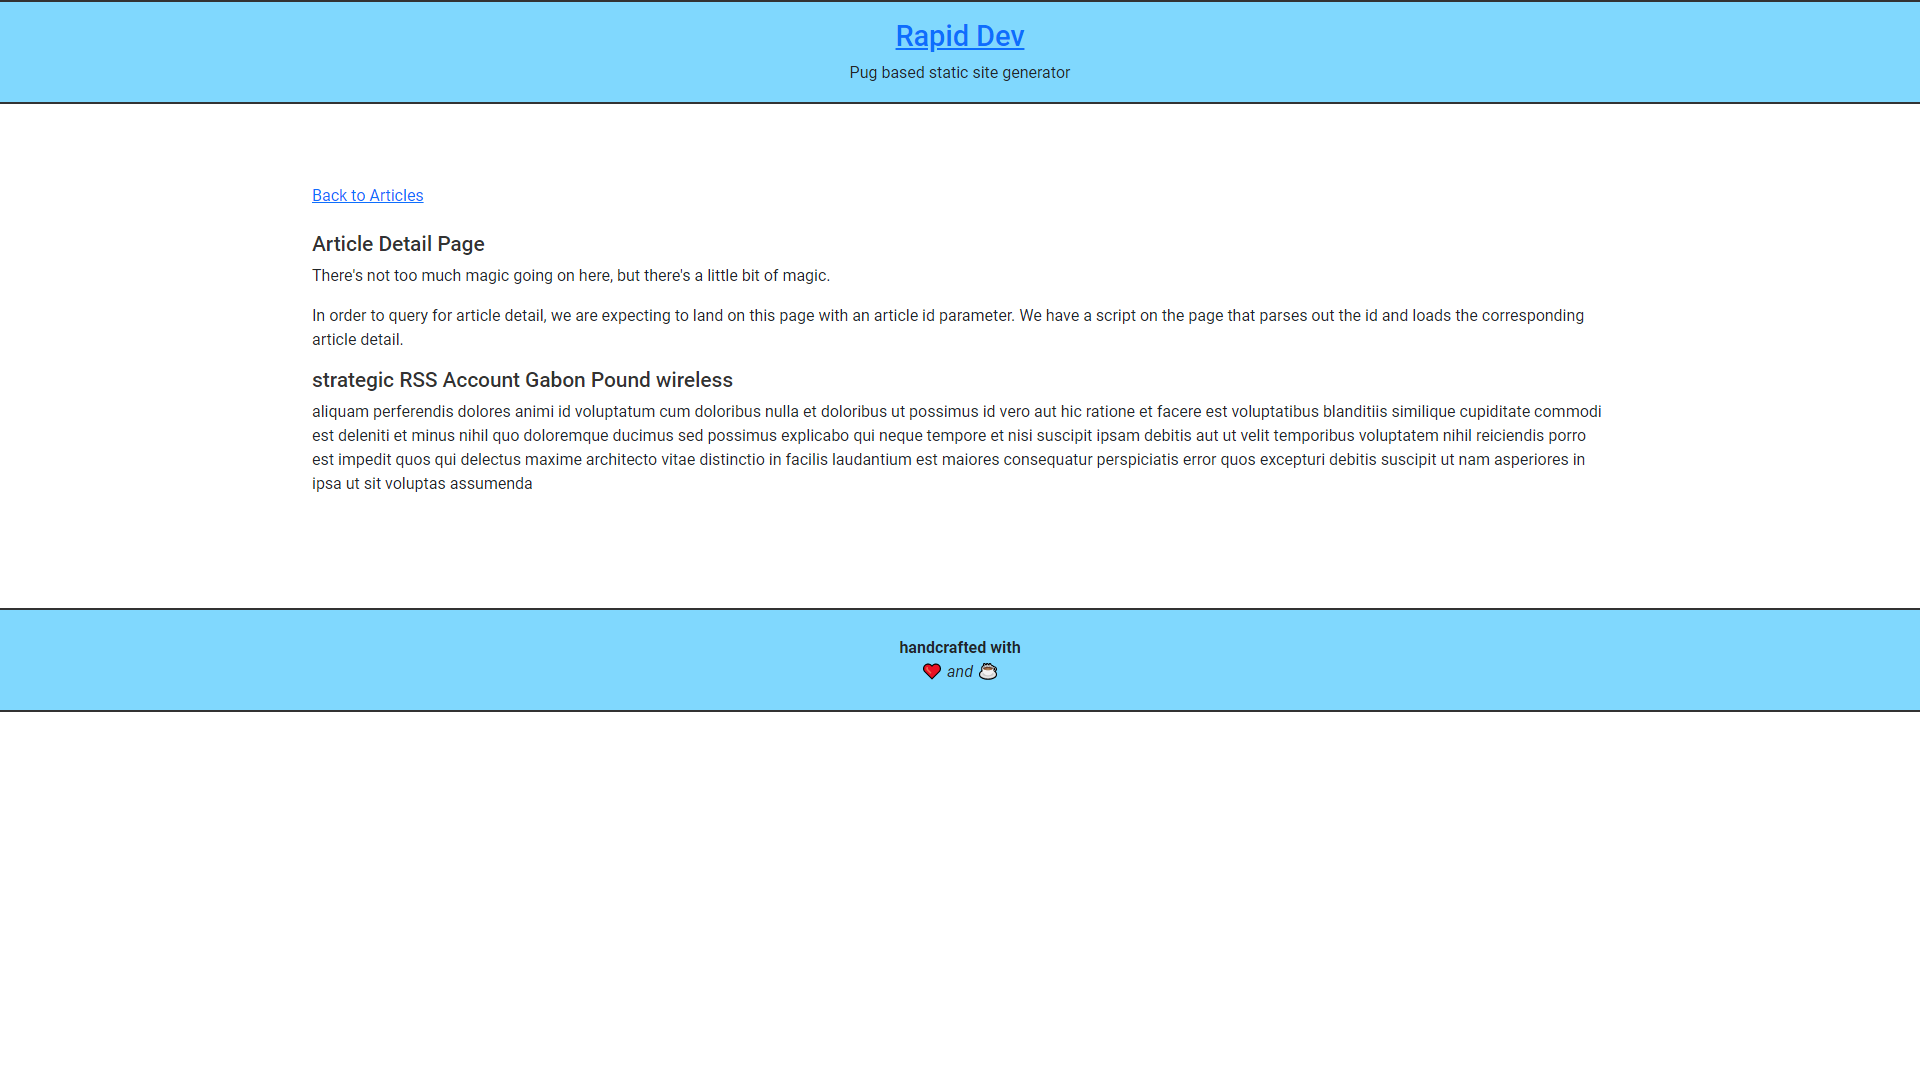 Rapid Dev
Pug based static site generator
Back to Articles
Article Detail Page
There's not too much magic going on here, but there's a little bit of magic.
In order to query for article detail, we are expecting to land on this page with an article id parameter. We have a script on the page that parses out the id and loads the corresponding
article detail.
strategic RSS Account Gabon Pound wireless
aliquam perferendis dolores animi id voluptatum cum doloribus nulla et doloribus ut possimus id vero aut hic ratione et facere est voluptatibus blanditiis similique cupiditate commodi
est deleniti et minus nihil quo doloremque ducimus sed possimus explicabo qui neque tempore et nisi suscipit ipsam debitis aut ut velit temporibus voluptatem nihil reiciendis porro
est impedit quos qui delectus maxime architecto vitae distinctio in facilis laudantium est maiores consequatur perspiciatis error quos excepturi debitis suscipit ut nam asperiores in
ipsa ut sit voluptas assumenda
handcrafted with
and